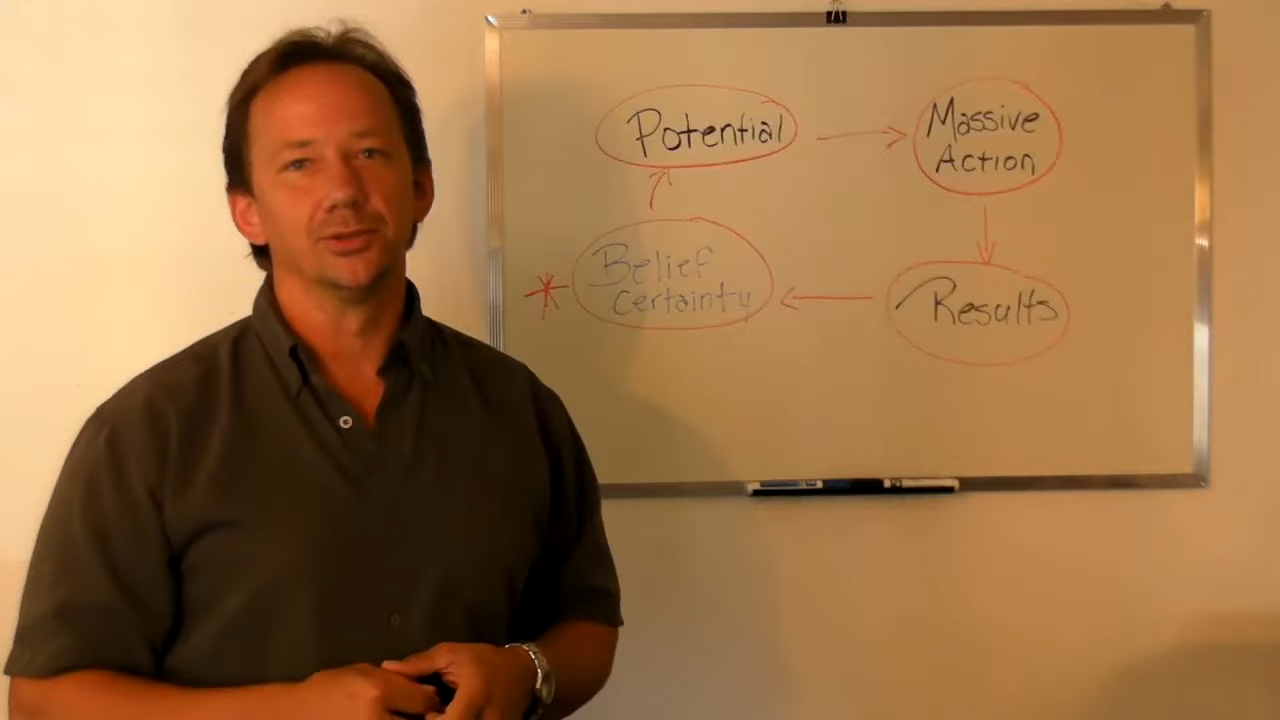 Potential
Massive
Action
Belief
Certainty
Results